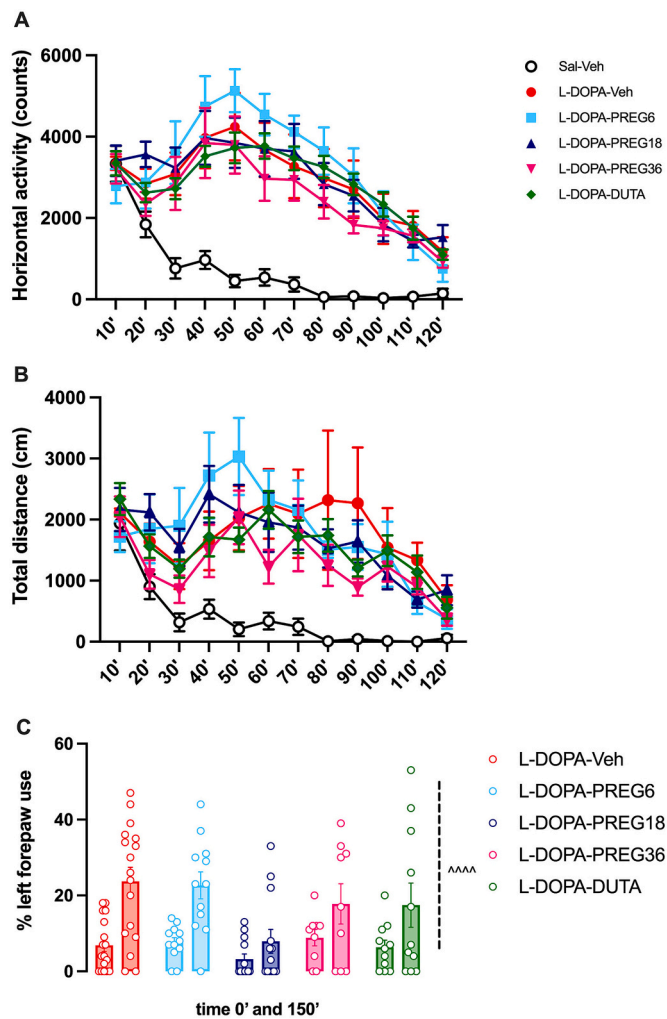 A
Horizontal activity (counts)
6000
4000
2000
0
10' 20' 30' 40' 50' 60' 70' 80' 90' 100' 110' 120'
Sal-Veh
L-DOPA-Veh
L-DOPA-PREG6
L-DOPA-PREG18
L-DOPA-PREG36
L-DOPA-DUTA
B
Total distance (cm)
4000
3000
2000
1000
0
10' 20' 30' 40' 50' 60' 70' 80' 90' 100' 110' 120'
C
% left forepaw use
60
40
20
0
time 0' and 150'
^^^^
L-DOPA-Veh
L-DOPA-PREG6
L-DOPA-PREG18
L-DOPA-PREG36
L-DOPA-DUTA